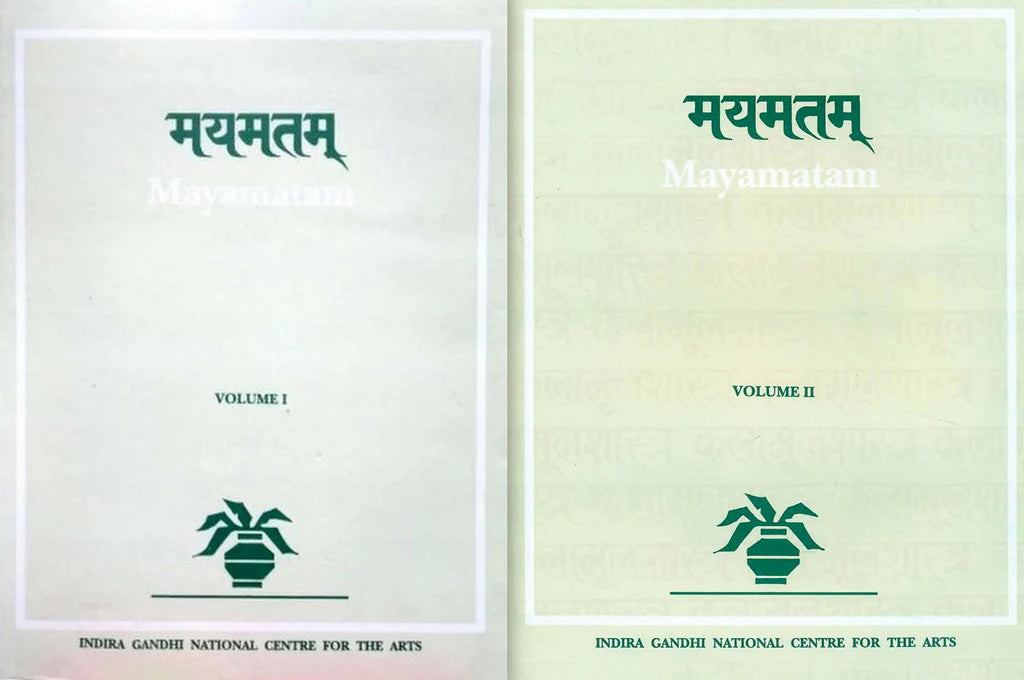 मयमतम्
Mayamatam
VOLUME I
INDIRA GANDHI NATIONAL CENTRE FOR THE ARTS
मयमतम्
Mayamatam
VOLUME II
INDIRA GANDHI NATIONAL CENTRE FOR THE ARTS